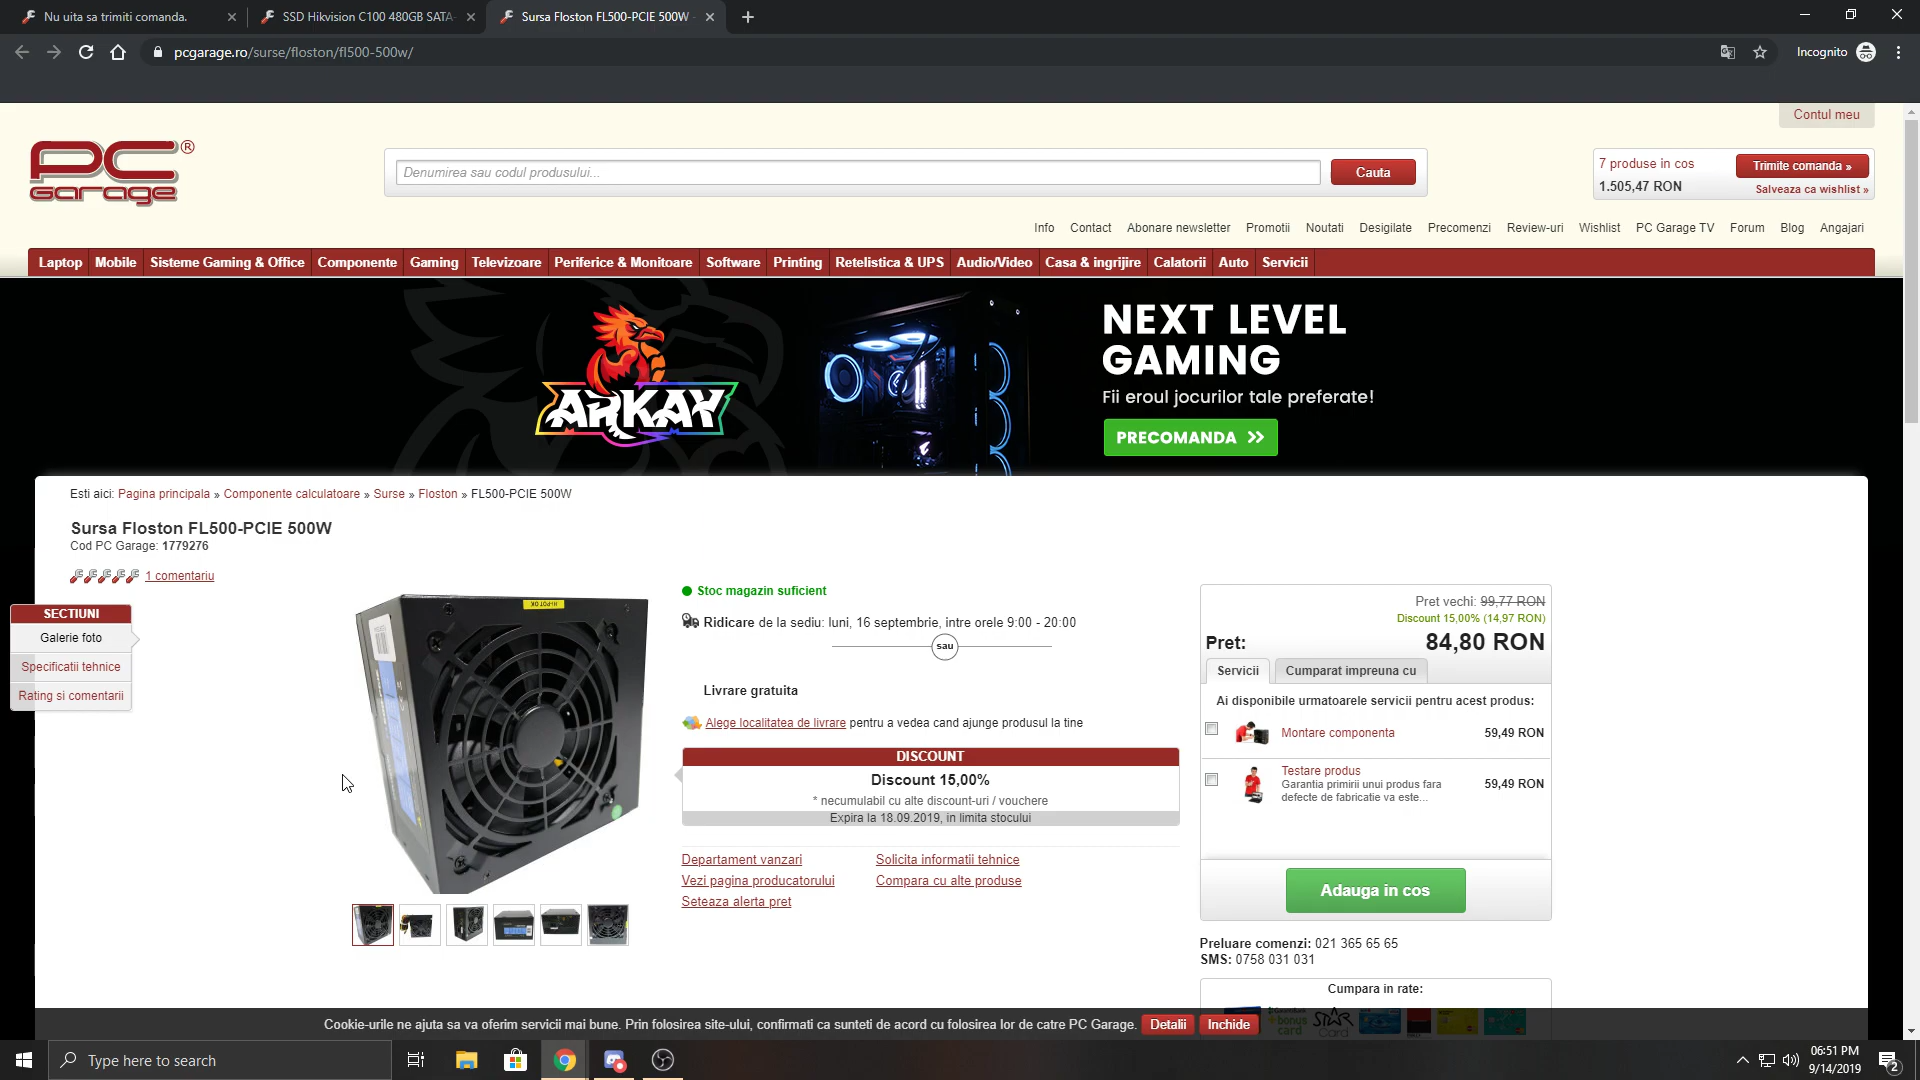 Nu uita sa trimiti comanda.
SSD Hikvision C100 480GB SATA
Sursa Floston FL500-PCIE 500W
pcgarage.ro/surse/floston/fl500-500w/
Incognito
Contul meu
PC garage ®
Denumirea sau codul produsului...
Cauta
7 produse in cos
Trimite comanda »
1.505,47 RON
Salveaza ca wishlist »
Info Contact Abonare newsletter Promotii Noutati Desigilate Precomenzi Review-uri Wishlist PC Garage TV Forum Blog Angajari
Laptop Mobile Sisteme Gaming & Office Componente Gaming Televizoare Periferice & Monitoare Software Printing Retelistica & UPS Audio/Video Casa & ingrijire Calatorii Auto Servicii
ARKAY
NEXT LEVEL
GAMING
Fii eroul jocurilor tale preferate!
PRECOMANDA
Esti aici: Pagina principala » Componente calculatoare » Surse » Floston » FL500-PCIE 500W
Sursa Floston FL500-PCIE 500W
Cod PC Garage: 1779276
1 comentariu
SECTIUNI
Galerie foto
Specificatii tehnice
Rating si comentarii
HI-POT OK
Stoc magazin suficient
Ridicare de la sediu: luni, 16 septembrie, intre orele 9:00 - 20:00
sau
Livrare gratuita
Alege localitatea de livrare pentru a vedea cand ajunge produsul la tine
DISCOUNT
Discount 15,00%
* necumulabil cu alte discount-uri / vouchere
Expira la 18.09.2019, in limita stocului
Departament vanzari
Solicita informatii tehnice
Vezi pagina producatorului
Compara cu alte produse
Seteaza alerta pret
Pret vechi: 99,77 RON
Discount 15,00% (14,97 RON)
Pret: 84,80 RON
Servicii
Cumparat impreuna cu
Ai disponibile urmatoarele servicii pentru acest produs:
Montare componenta
59,49 RON
Testare produs
Garantia primirii unui produs fara
defecte de fabricatie va este...
59,49 RON
Adauga in cos
Preluare comenzi: 021 365 65 65
SMS: 0758 031 031
Cumpara in rate:
bonus
card
STAR
Card
Cookie-urile ne ajuta sa va oferim servicii mai bune. Prin folosirea site-ului, confirmati ca sunteti de acord cu folosirea lor de catre PC Garage.
Detalii
Inchide
Type here to search
06:51 PM
9/14/2019
2